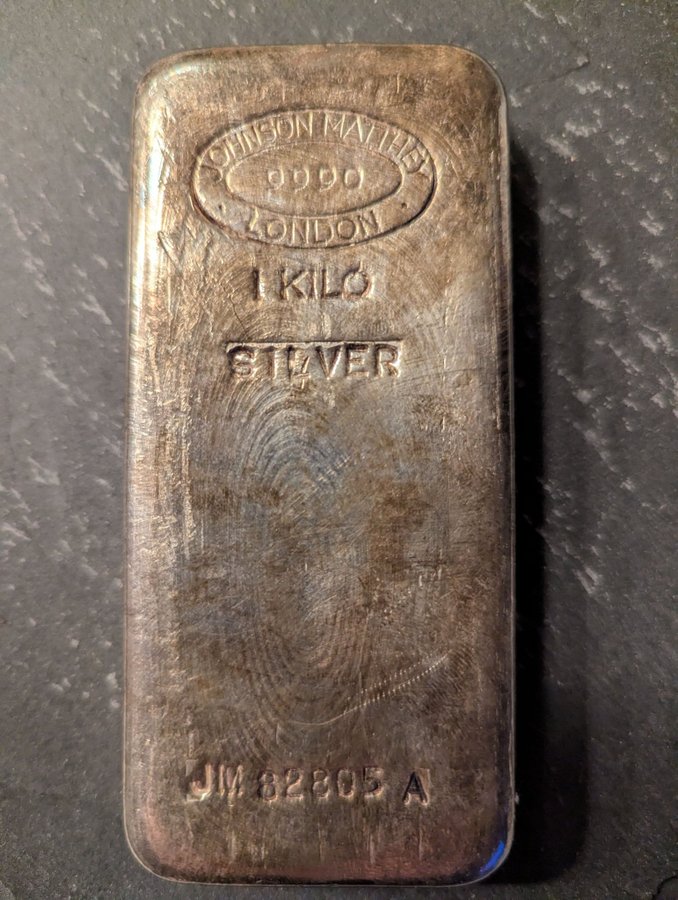 JOHNSON MATTHEY
9990
LONDON
1 KILO
SILVER
JM 82805 A